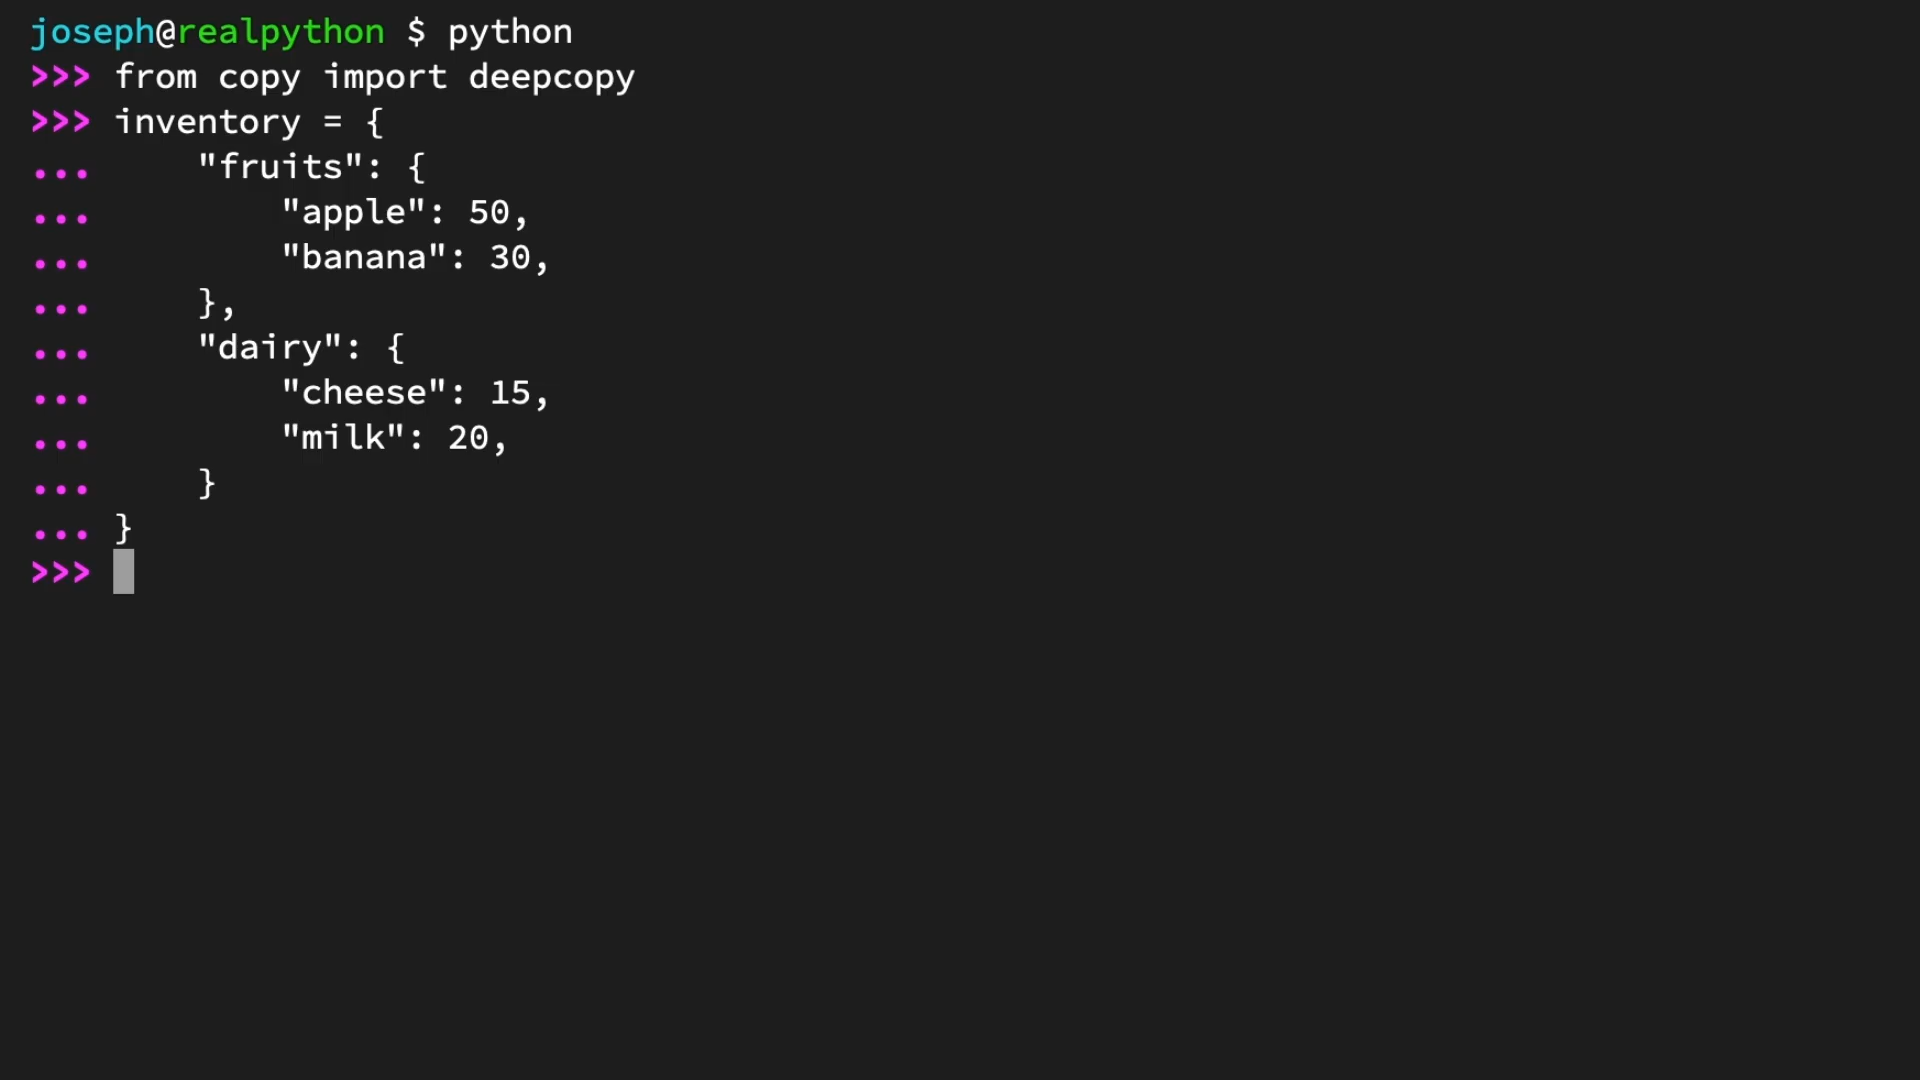 joseph@realpython $ python
>>> from copy import deepcopy
>>> inventory = {
...     "fruits": {
...         "apple": 50,
...         "banana": 30,
...     },
...     "dairy": {
...         "cheese": 15,
...         "milk": 20,
...     }
... }
>>>